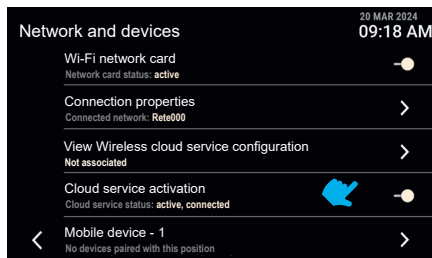 20 MAR 2024
Network and devices 09:18 AM
Wi-Fi network card
Network card status: active
Connection properties
Connected network: Rete000
View Wireless cloud service configuration
Not associated
Cloud service activation
Cloud service status: active, connected
Mobile device - 1
No devices paired with this position